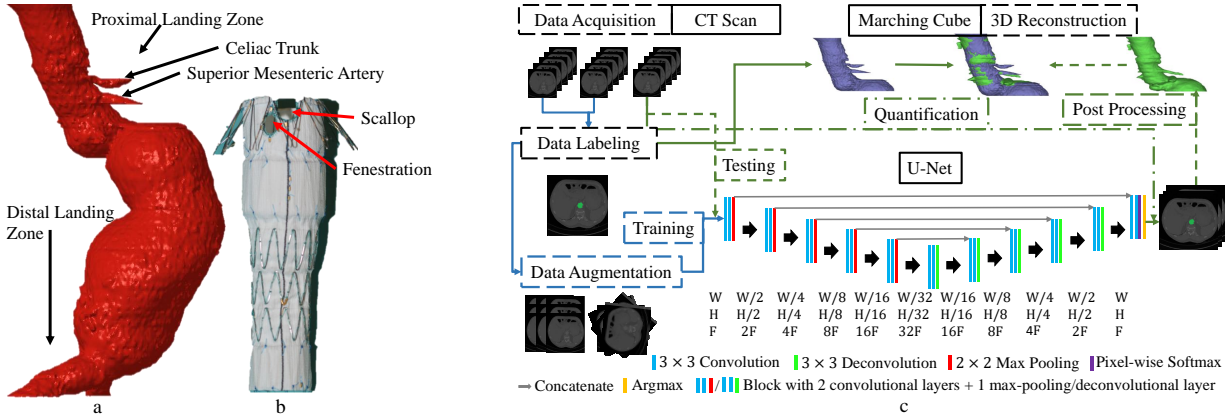 Proximal Landing Zone
Celiac Trunk
Superior Mesenteric Artery
Distal Landing
Zone
a
Scallop
Fenestration
b
Data Acquisition
CT Scan
Marching Cube
3D Reconstruction
Data Labeling
Quantification
Post Processing
Testing
U-Net
Training
Data Augmentation
W W/2 W/4 W/8 W/16 W/32 W/16 W/8 W/4 W/2 W
H H/2 H/4 H/8 H/16 H/32 H/16 H/8 H/4 H/2 H
F 2F 4F 8F 16F 32F 16F 8F 4F 2F F
3 × 3 Convolution 3 × 3 Deconvolution 2 × 2 Max Pooling Pixel-wise Softmax
Concatenate Argmax / Block with 2 convolutional layers + 1 max-pooling/deconvolutional layer
c